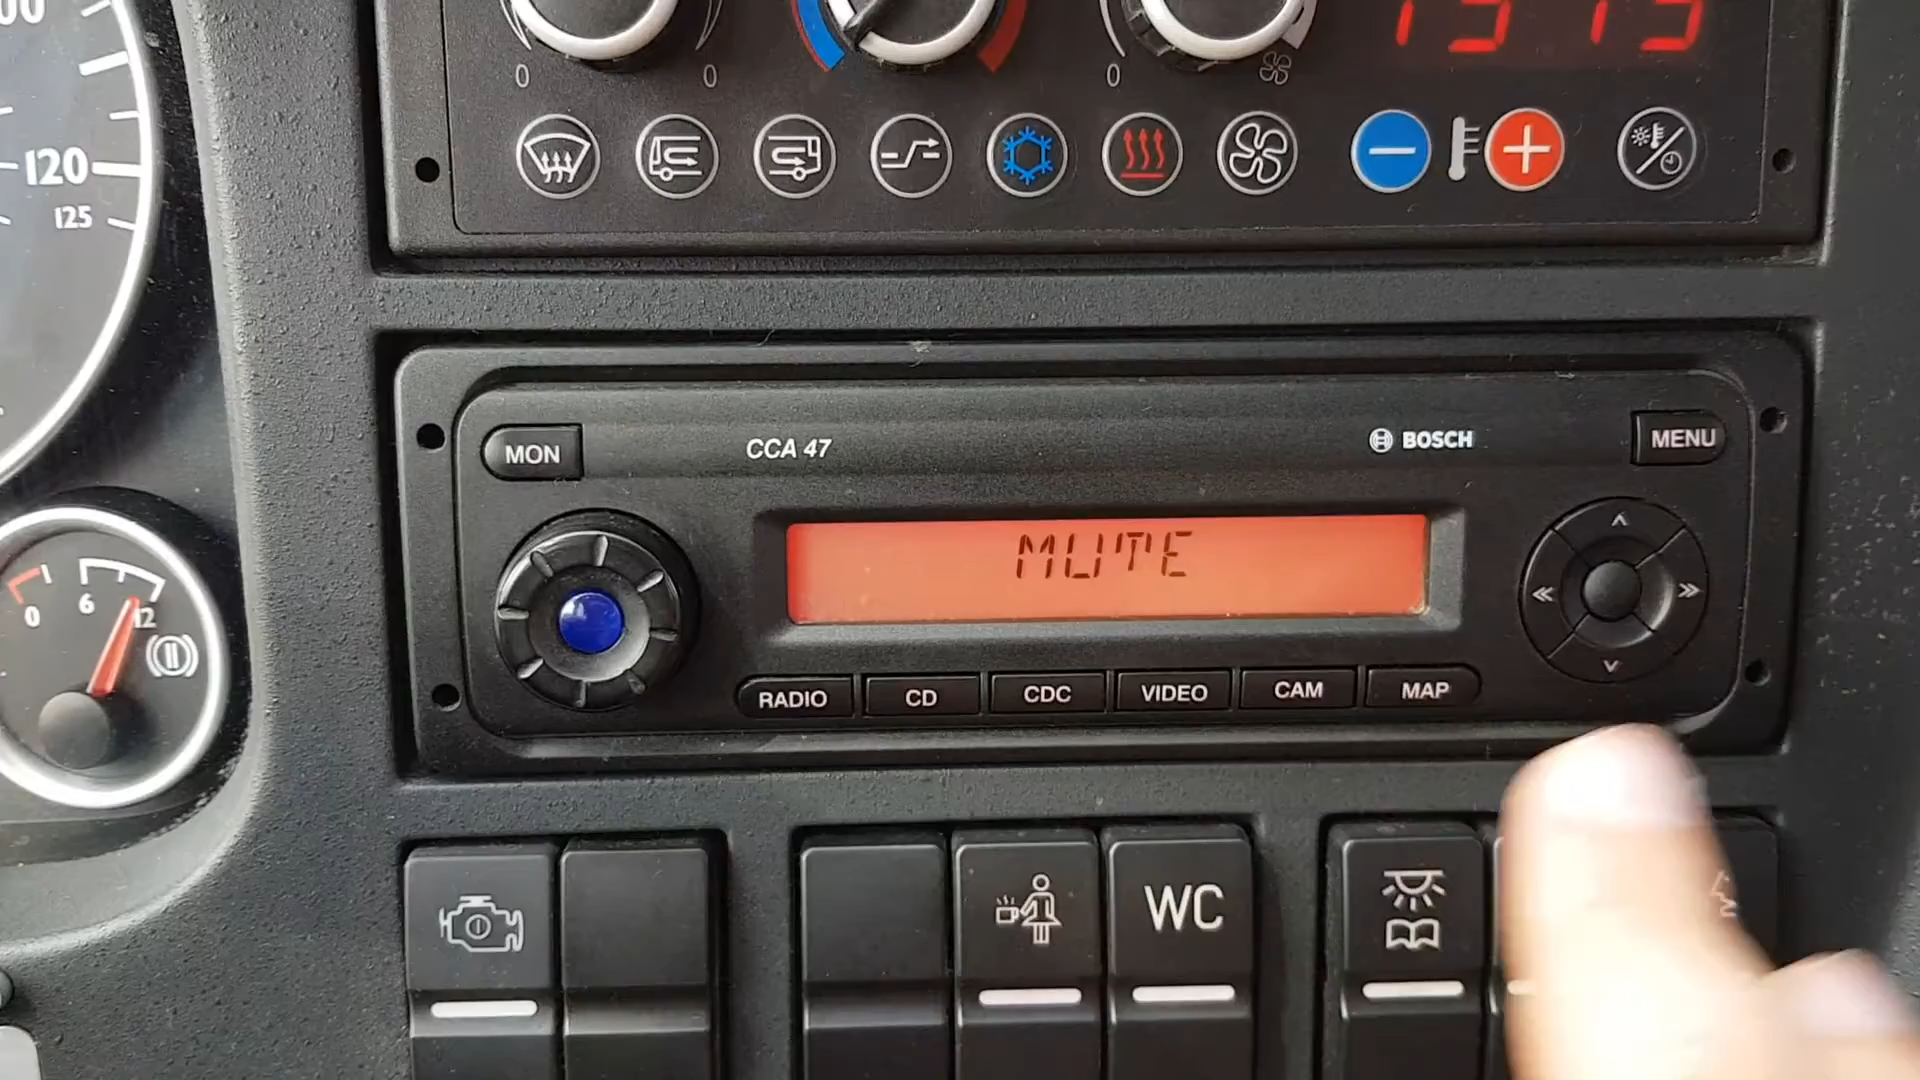 0 0 0
120
125
MON CCA 47 BOSCH MENU
MUTE
0 6 12
RADIO CD CDC VIDEO CAM MAP
WC